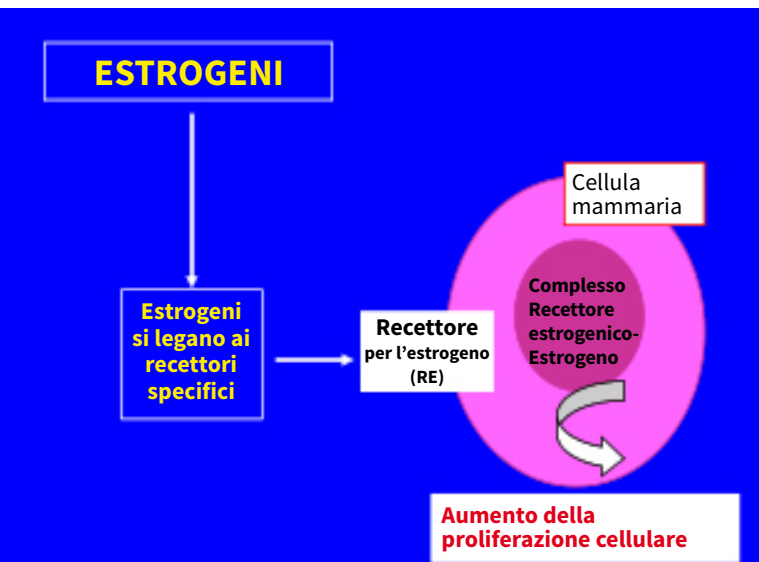 ESTROGENI
Cellula
mammaria
Estrogeni
si legano ai
recettori
specifici
Recettore
per l’estrogeno
(RE)
Complesso
Recettore
estrogenico-
Estrogeno
Aumento della
proliferazione cellulare